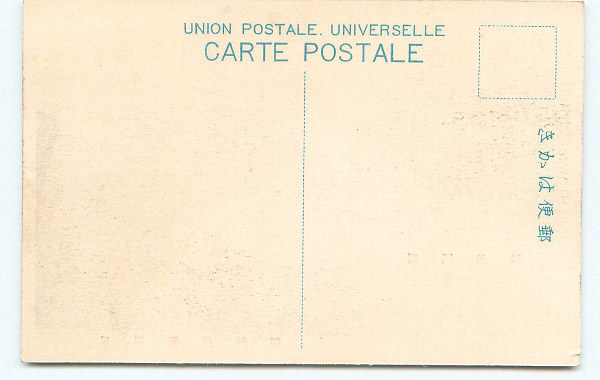 UNION POSTALE. UNIVERSELLE
CARTE POSTALE
郵便はかき